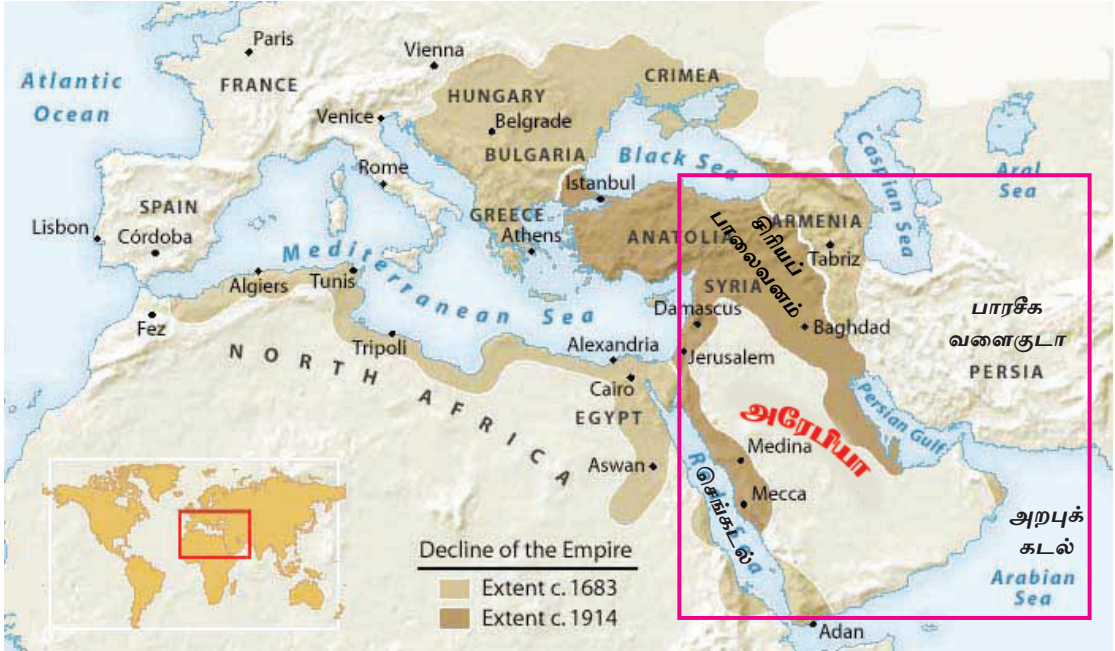 Paris
Vienna
Atlantic
Ocean
FRANCE
CRIMEA
HUNGARY
Venice
Belgrade
BULGARIA
Black Sea
Caspian Sea
Aral
Sea
Rome
Istanbul
SPAIN
Lisbon
Córdoba
GREECE
Athens
ANATOLIA
ARMENIA
சிரியப்
பாலைவனம்
Tabriz
Mediterranean Sea
Algiers
Tunis
SYRIA
Damascus
Baghdad
பாரசீக
வளைகுடா
PERSIA
Fez
Tripoli
Alexandria
Jerusalem
Cairo
NORTH AFRICA
EGYPT
Persian Gulf
அரேபியா
Medina
Aswan
Red Sea
செங்கடல்
Mecca
அறபுக்
கடல்
Arabian
Sea
Decline of the Empire
Extent c. 1683
Extent c. 1914
Adan